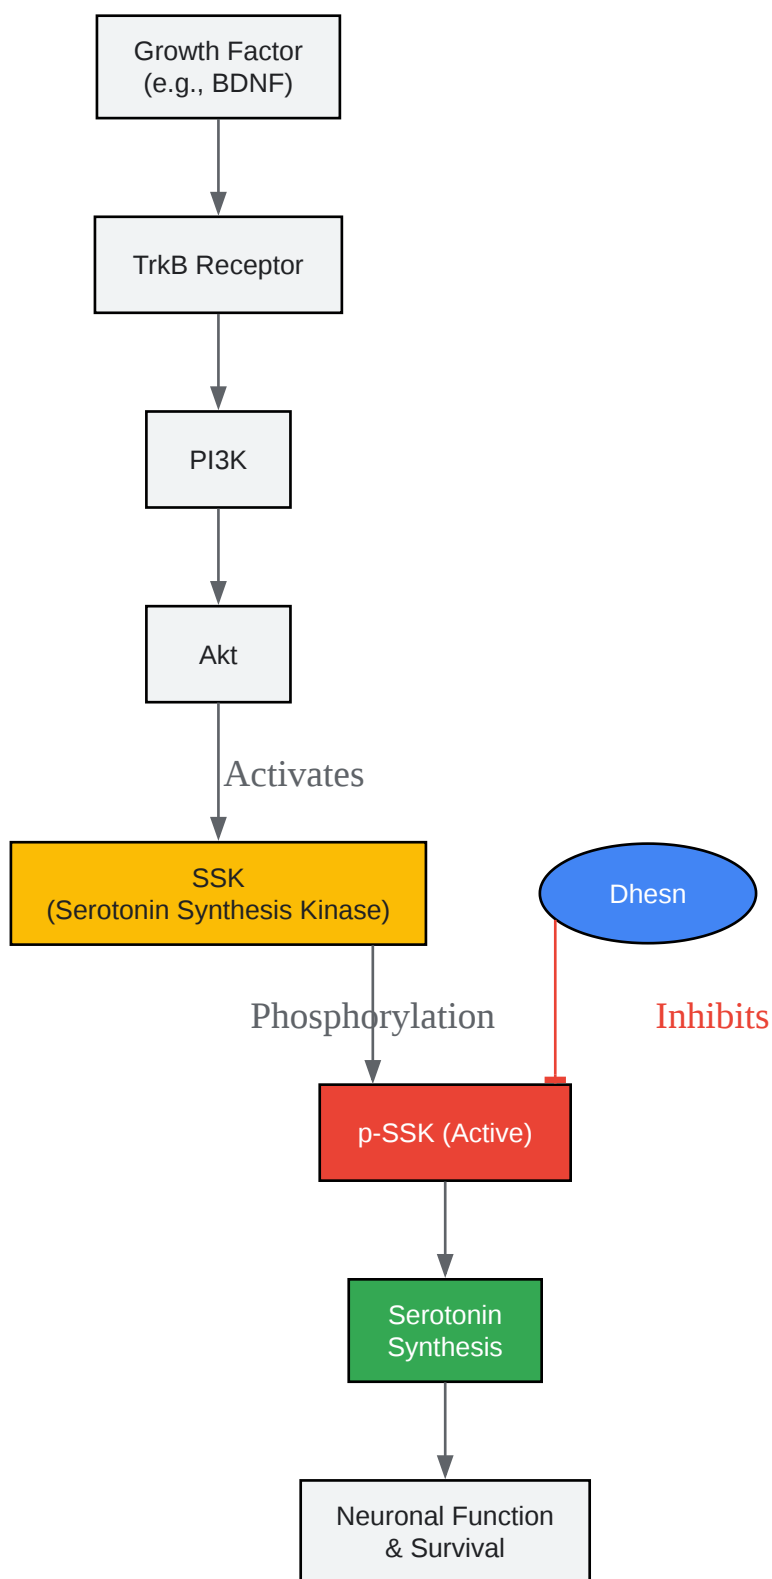 Growth Factor
(e.g., BDNF)
TrkB Receptor
PI3K
Akt
Activates
SSK
(Serotonin Synthesis Kinase)
Dhesn
Phosphorylation
Inhibits
p-SSK (Active)
Serotonin
Synthesis
Neuronal Function
& Survival